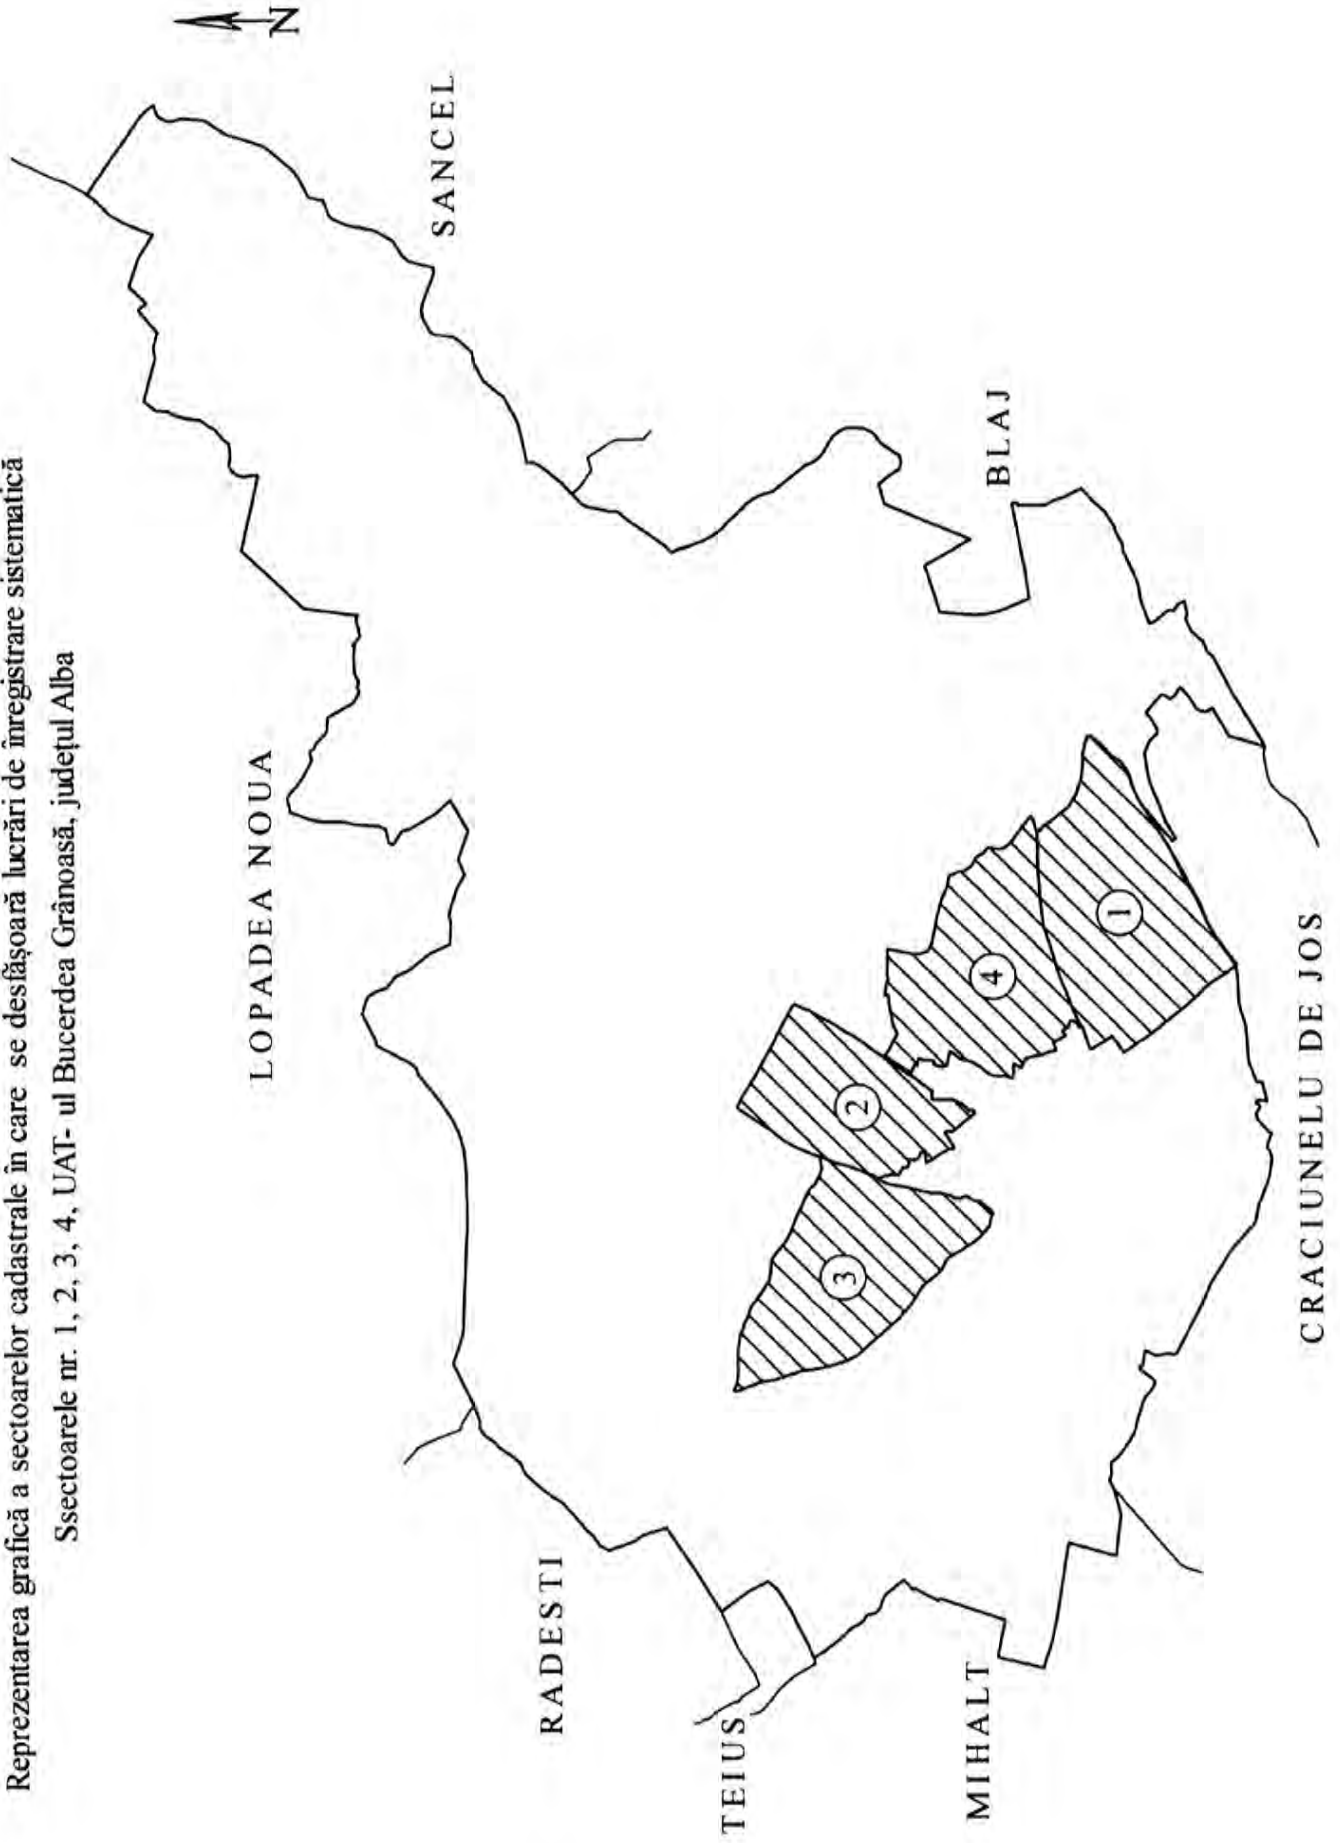 Reprezentarea grafică a sectoarelor cadastrale în care se desfășoară lucrări de înregistrare sistematică
Ssectoarele nr. 1, 2, 3, 4, UAT- ul Bucerdea Grânoasă, județul Alba
N
LOPADEA NOUA
SANCEL
RADESTI
TEIUS
BLAJ
MIHALT
3
2
4
1
CRACIUNELU DE JOS